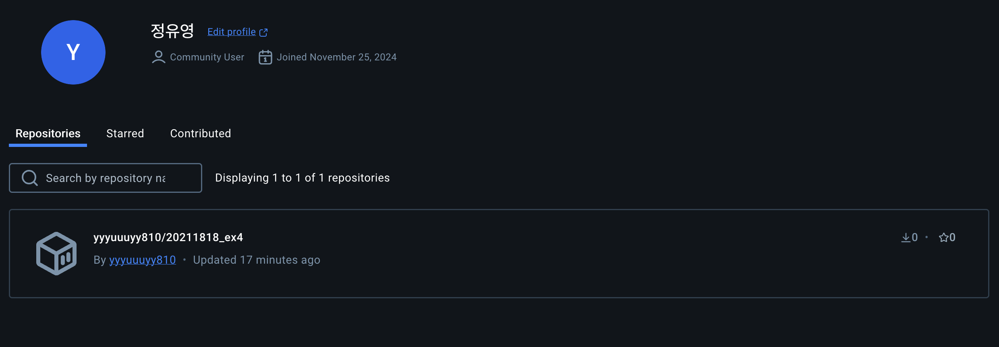 Y
정유영 Edit profile
Community User 1 Joined November 25, 2024
Repositories Starred Contributed
Search by repository na
Displaying 1 to 1 of 1 repositories
yyyuuuyy810/20211818_ex4 0 • 0
By yyyuuuyy810 • Updated 17 minutes ago